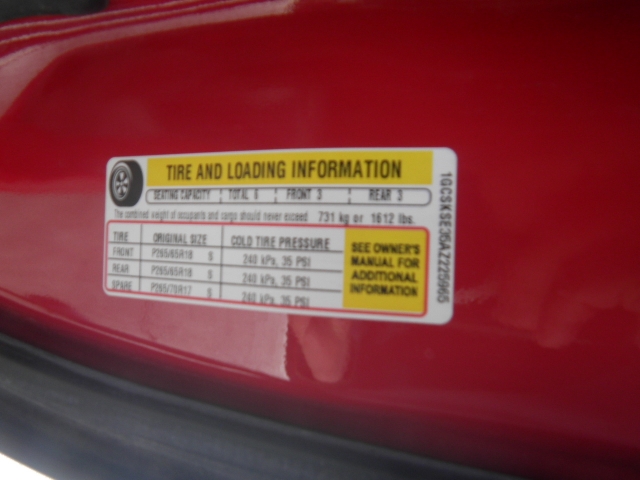 TIRE AND LOADING INFORMATION
SEATING CAPACITY TOTAL 6 FRONT 3 REAR 3
The combined weight of occupants and cargo should never exceed 731 kg or 1612 lbs.
TIRE ORIGINAL SIZE COLD TIRE PRESSURE
FRONT P265/65R18 S 240 kPa, 35 PSI
REAR P265/65R18 S 240 kPa, 35 PSI
SPARE P265/70R17 S 240 kPa, 35 PSI
SEE OWNER'S
MANUAL FOR
ADDITIONAL
INFORMATION
1GCSKSE36AZ225965